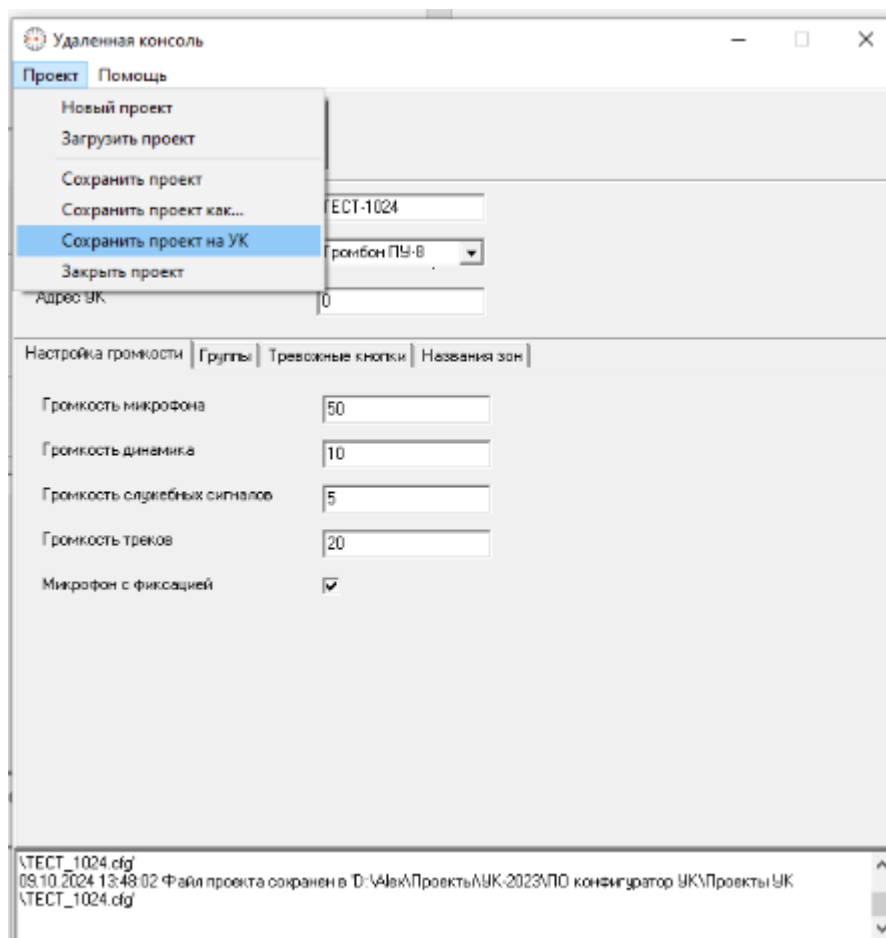 Удаленная консоль
Проект Помощь
Новый проект
Загрузить проект
Сохранить проект
Сохранить проект как...
Сохранить проект на УК
Закрыть проект
ТЕСТ-1024
Тромбон ПУ-8
Адрес УК
0
Настройка громкости Группы Тревожные кнопки Названия зон
Громкость микрофона 50
Громкость динамика 10
Громкость служебных сигналов 5
Громкость треков 20
Микрофон с фиксацией
\ТЕСТ_1024.cfg'
09.10.2024 13:48:02 Файл проекта сохранен в 'D:\Alex\Проекты\УК-2023\ПО конфигуратор УК\Проекты УК
\ТЕСТ_1024.cfg'